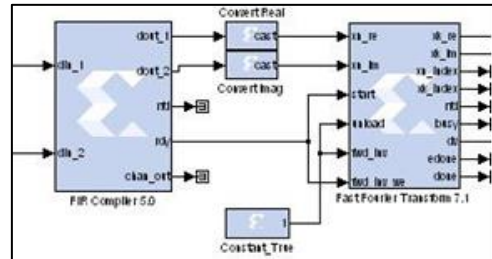 Convert Real
cast
cast
Convert Imag
din_1
din_2
dout_1
dout_2
rfd
rdy
chan_out
FIR Compiler 5.0
xn_re
xn_im
start
unload
fwd_inv
fwd_inv_we
xk_re
xk_im
xn_index
xk_index
rfd
busy
dv
edone
done
Fast Fourier Transform 7.1
1
Constant_True